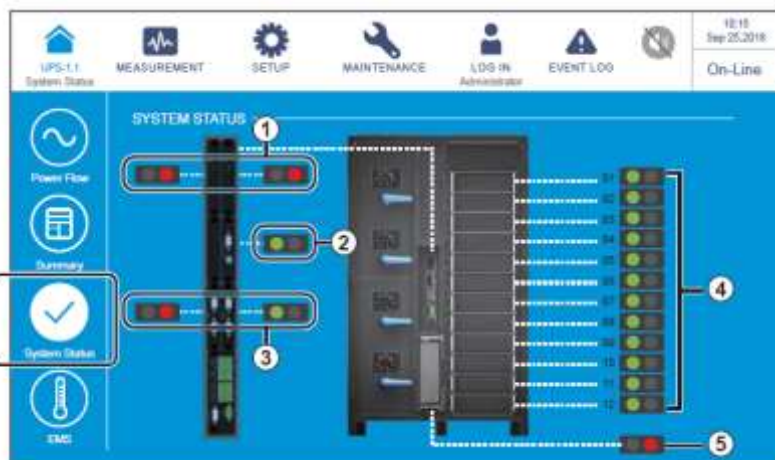 10:15
Sep 25,2018
UPS-1.1
System Status
MEASUREMENT
SETUP
MAINTENANCE
LOG IN
Administrator
EVENT LOG
On-Line
SYSTEM STATUS
1
Power Flow
01
02
03
2
04
Summary
05
06
4
07
3
08
09
System Status
10
11
12
EMS
5